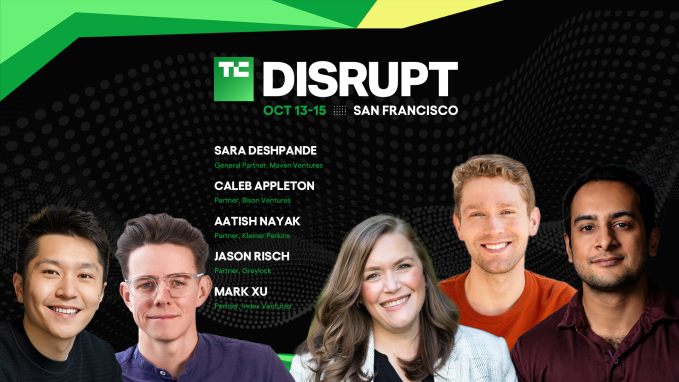 TC
DISRUPT
OCT 13-15 SAN FRANCISCO
SARA DESHPANDE
General Partner, Maven Ventures
CALEB APPLETON
Partner, Bison Ventures
AATISH NAYAK
Partner, Kleiner Perkins
JASON RISCH
Partner, Greylock
MARK XU
Partner, Index Ventures